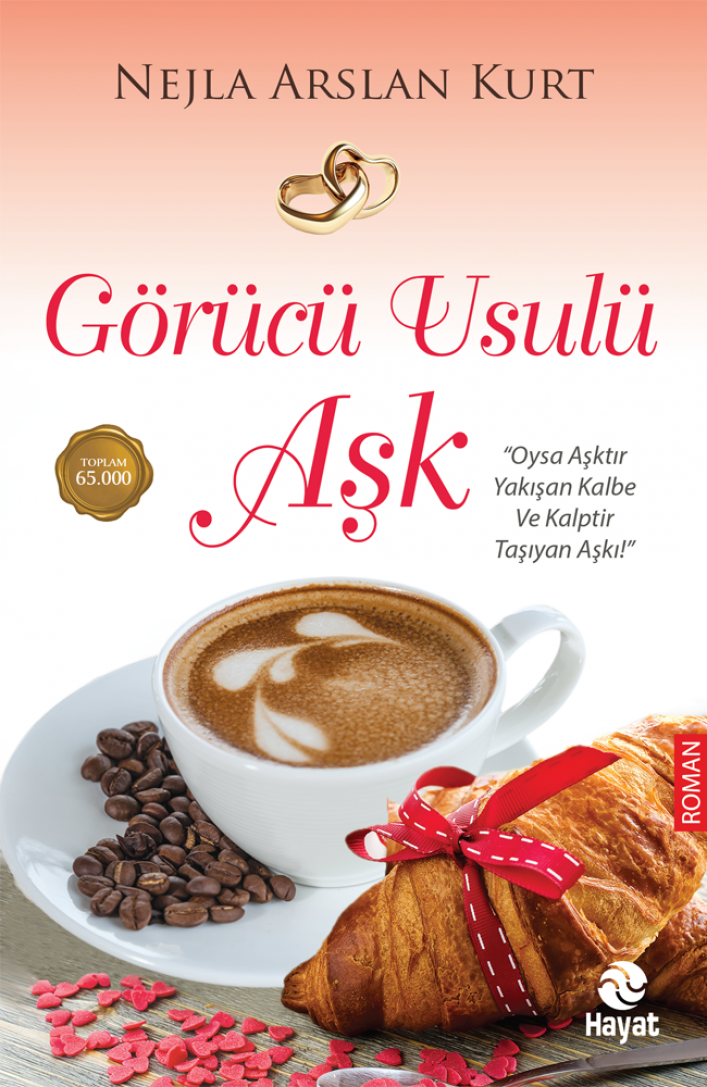 NEJLA ARSLAN KURT
Görücü Usulü
Aşk
TOPLAM
65.000
“Oysa Aşktır
Yakışan Kalbe
Ve Kalptir
Taşıyan Aşkı!”
ROMAN
Hayat